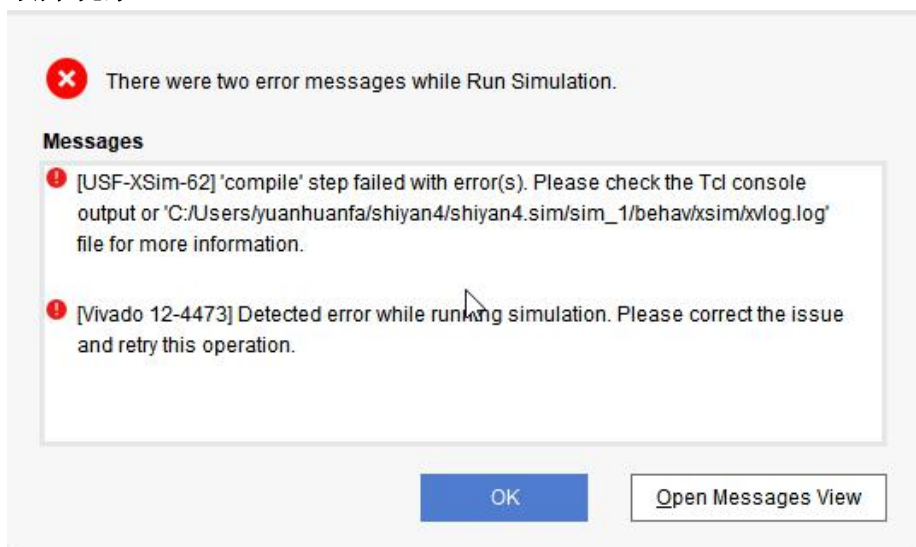 There were two error messages while Run Simulation.
Messages
[USF-XSim-62] 'compile' step failed with error(s). Please check the Tcl console
output or 'C:/Users/yuanhuanfa/shiyan4/shiyan4.sim/sim_1/behav/xsim/xvlog.log'
file for more information.
[Vivado 12-4473] Detected error while running simulation. Please correct the issue
and retry this operation.
OK
Open Messages View